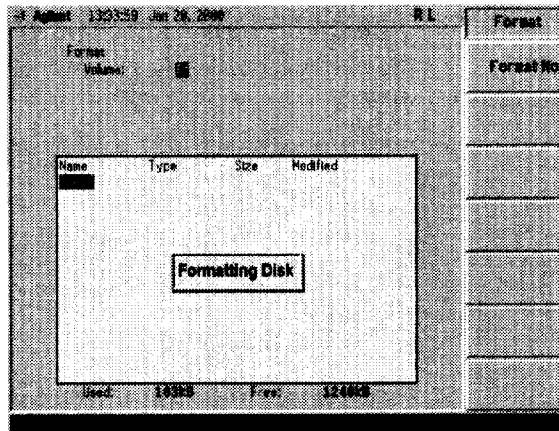 Agilent 13:33:59 Jan 20, 2000 R L
Format
Format
Volume:
Format No
Name Type Size Modified
Formatting Disk
Used: Free: